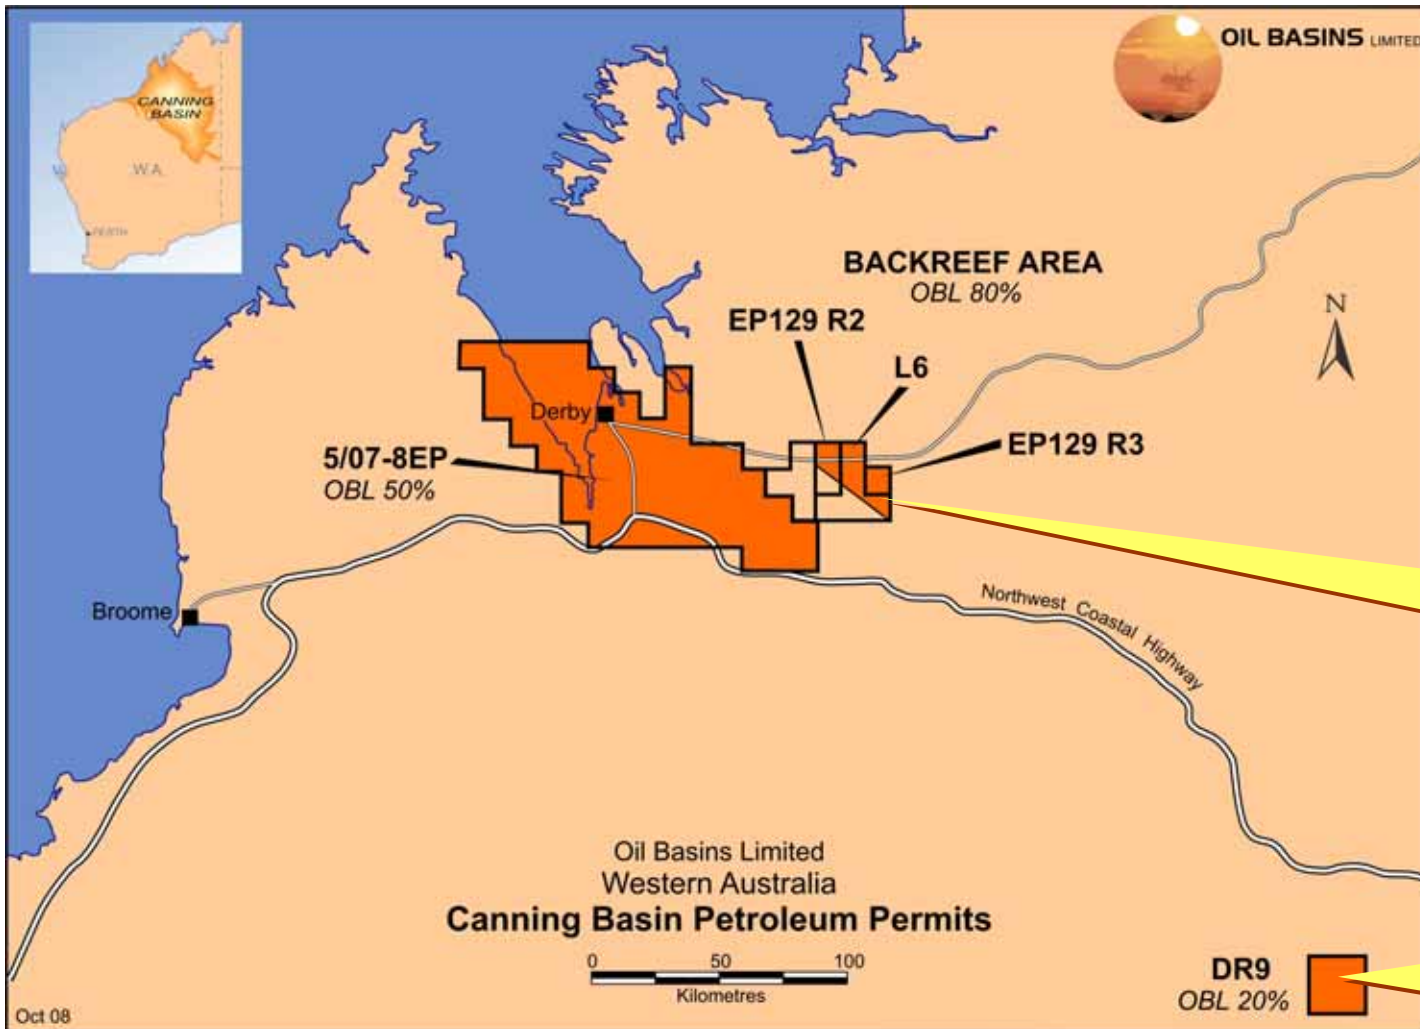 CANNING
BASIN
W.A.
PERTH
OIL BASINS LIMITED
BACKREEF AREA
OBL 80%
EP129 R2
L6
N
EP129 R3
Derby
5/07-8EP
OBL 50%
Broome
Northwest Coastal Highway
Oil Basins Limited
Western Australia
Canning Basin Petroleum Permits
0 50 100
Kilometres
DR9
OBL 20%
Oct 08